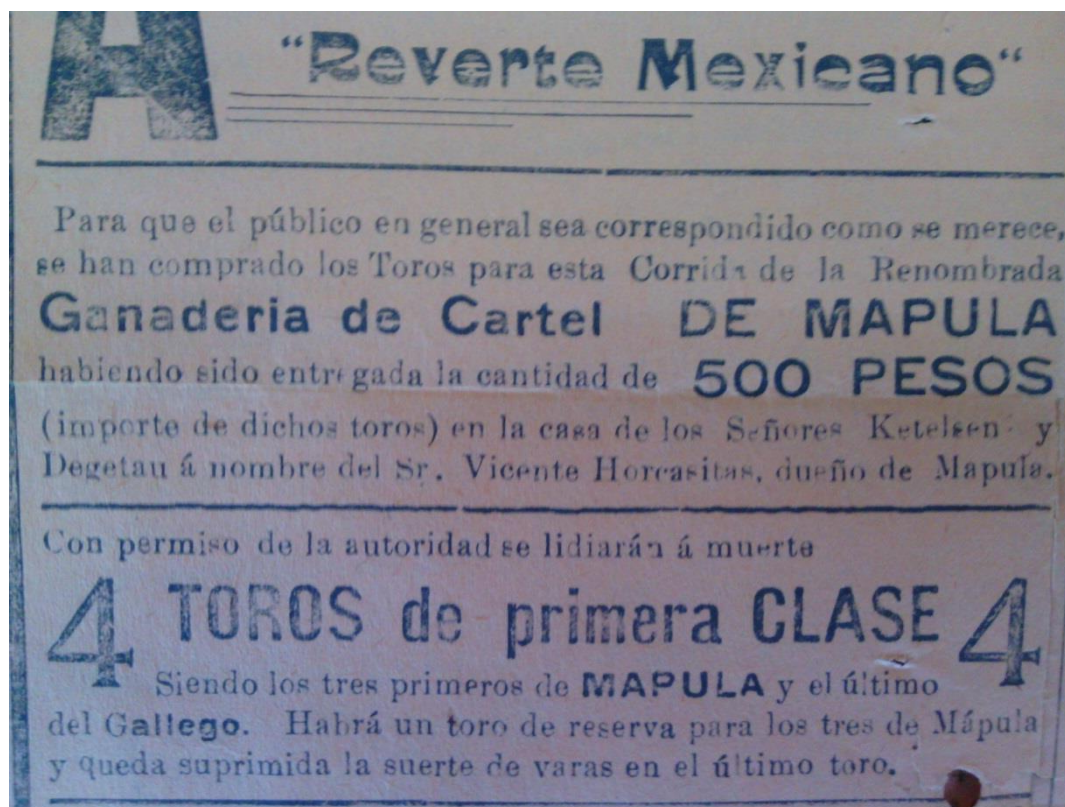 A "Reverte Mexicano"
Para que el público en general sea correspondido como se merece,
se han comprado los Toros para esta Corrida de la Renombrada
Ganaderia de Cartel DE MAPULA
habiendo sido entregada la cantidad de 500 PESOS
(importe de dichos toros) en la casa de los Señores Ketelsen y
Degetau á nombre del Sr. Vicente Horcasitas, dueño de Mapula.
Con permiso de la autoridad se lidiarán á muerte
4 TOROS de primera CLASE 4
Siendo los tres primeros de MAPULA y el último
del Gallego. Habrá un toro de reserva para los tres de Mápula
y queda suprimida la suerte de varas en el último toro.